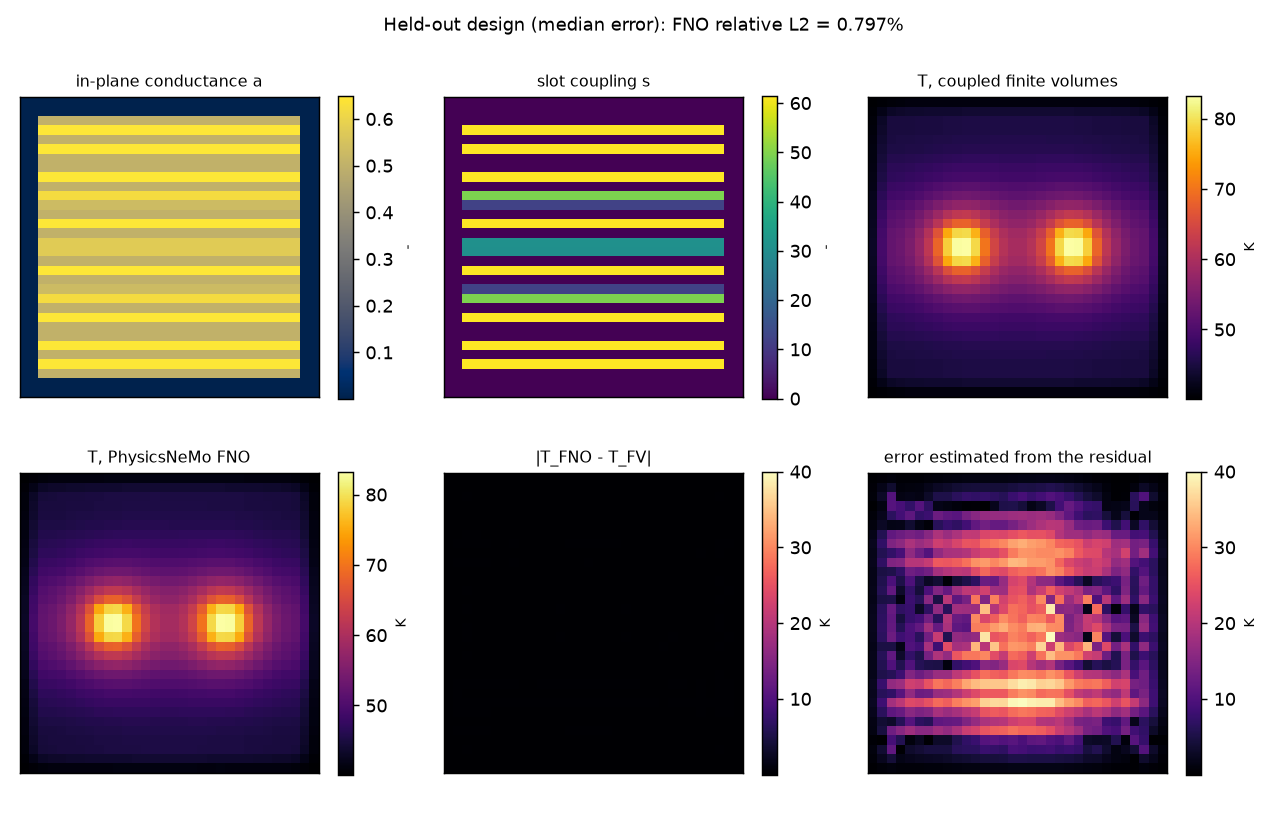 Held-out design (median error): FNO relative L2 = 0.797%
in-plane conductance a
0.6
0.5
0.4
0.3
0.2
0.1
-
slot coupling s
60
50
40
30
20
10
0
-
T, coupled finite volumes
80
70
60
50
K
T, PhysicsNeMo FNO
80
70
60
50
K
|T_FNO - T_FV|
40
30
20
10
K
error estimated from the residual
40
30
20
10
K